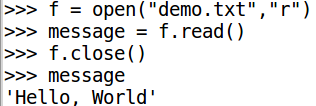 >>> f = open("demo.txt","r")
>>> message = f.read()
>>> f.close()
>>> message
'Hello, World'